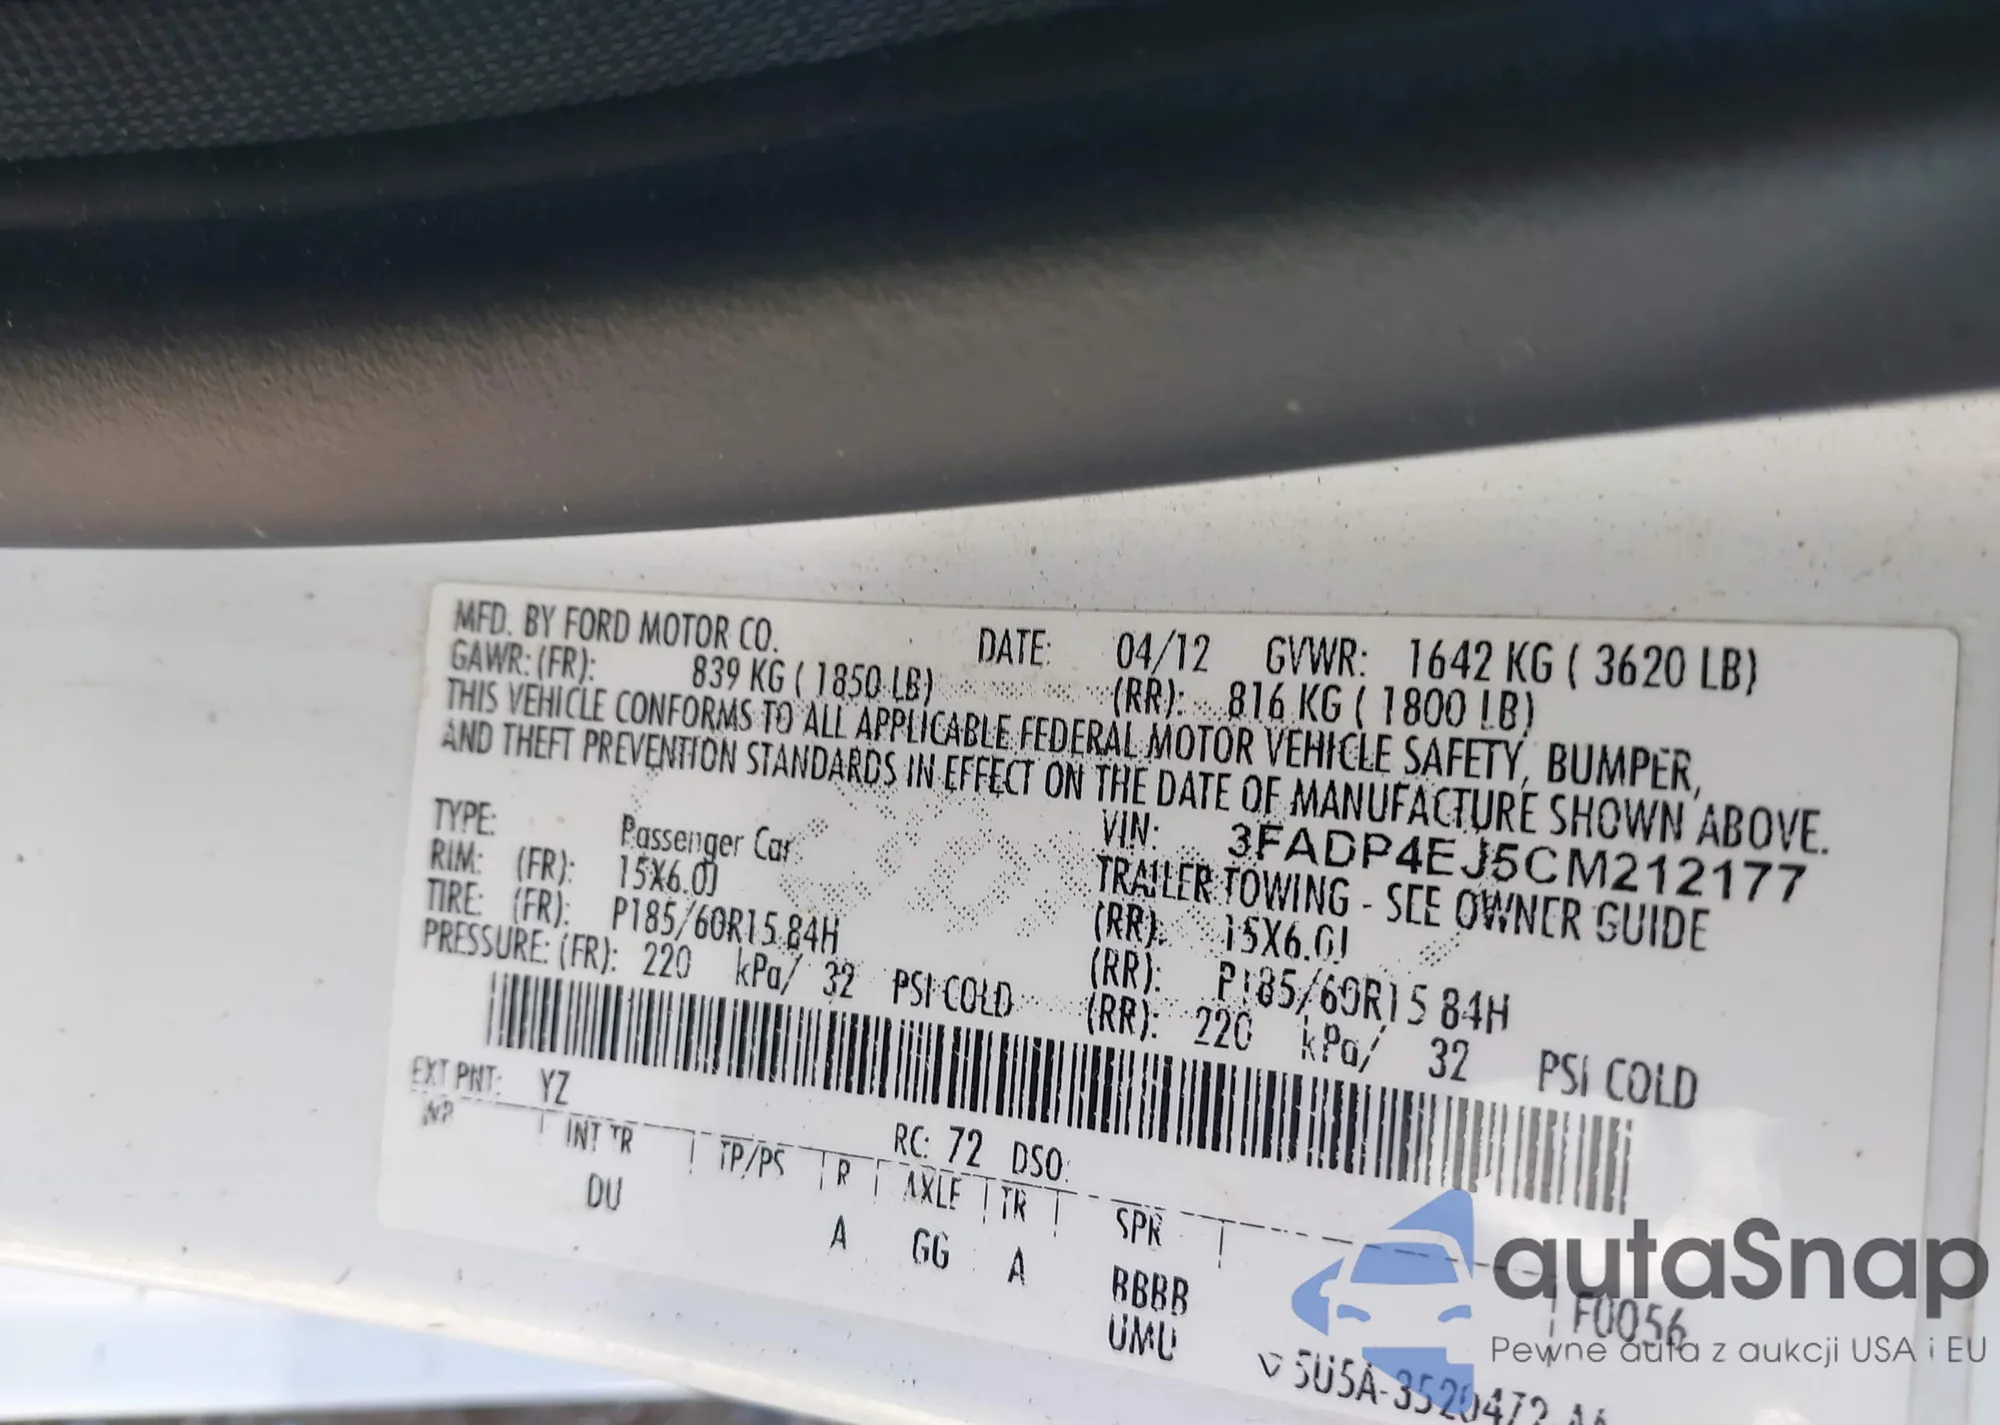 MFD. BY FORD MOTOR CO. DATE: 04/12 GVWR: 1642 KG ( 3620 LB)
GAWR: (FR): 839 KG ( 1850 LB) (RR): 816 KG ( 1800 LB)
THIS VEHICLE CONFORMS TO ALL APPLICABLE FEDERAL MOTOR VEHICLE SAFETY, BUMPER,
AND THEFT PREVENTION STANDARDS IN EFFECT ON THE DATE OF MANUFACTURE SHOWN ABOVE.
VIN: 3FADP4EJ5CM212177
TYPE: Passenger Car TRAILER TOWING - SEE OWNER GUIDE
RIM: (FR): 15X6.0J (RR): 15X6.0J
TIRE: (FR): P185/60R15 84H (RR): P185/60R15 84H
PRESSURE: (FR): 220 kPa/ 32 PSI COLD (RR): 220 kPa/ 32 PSI COLD
EXT PNT: YZ RC: 72 DSO:
WB INT TR TP/PS R AXLE TR SPR
DU A GG A BBBB
UMU
F0056
5U5A-3520472-AA
autaSnap
Pewne auta z aukcji USA i EU